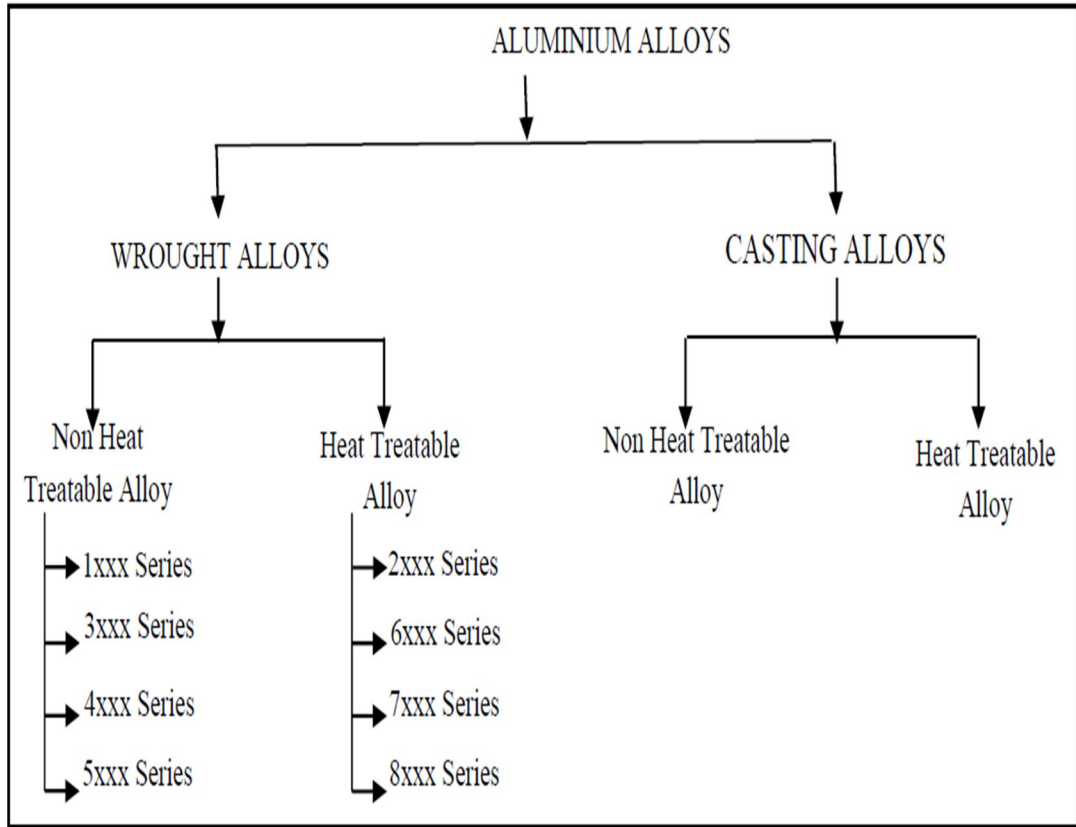 ALUMINIUM ALLOYS
WROUGHT ALLOYS
CASTING ALLOYS
Non Heat
Treatable Alloy
Heat Treatable
Alloy
Non Heat Treatable
Alloy
Heat Treatable
Alloy
1xxx Series
3xxx Series
4xxx Series
5xxx Series
2xxx Series
6xxx Series
7xxx Series
8xxx Series